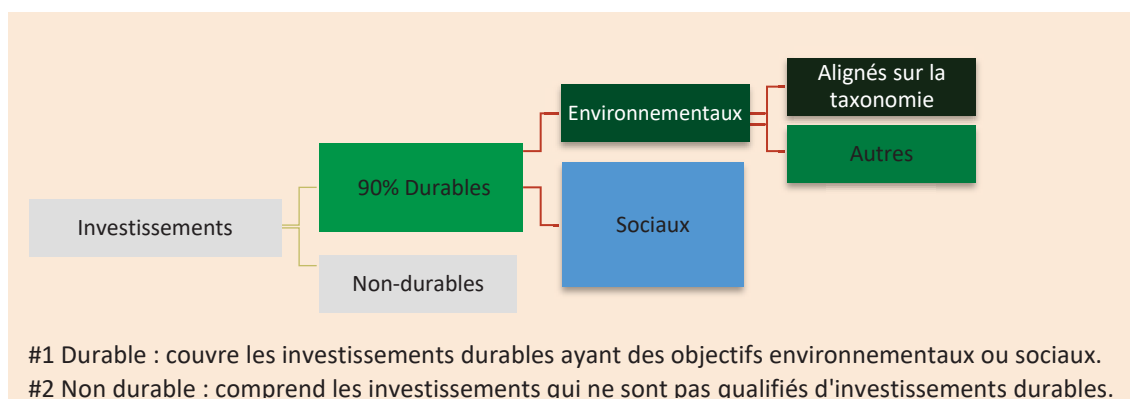 Alignés sur la
taxonomie
Environnementaux
Autres
90% Durables
Sociaux
Investissements
Non-durables
#1 Durable : couvre les investissements durables ayant des objectifs environnementaux ou sociaux.
#2 Non durable : comprend les investissements qui ne sont pas qualifiés d'investissements durables.